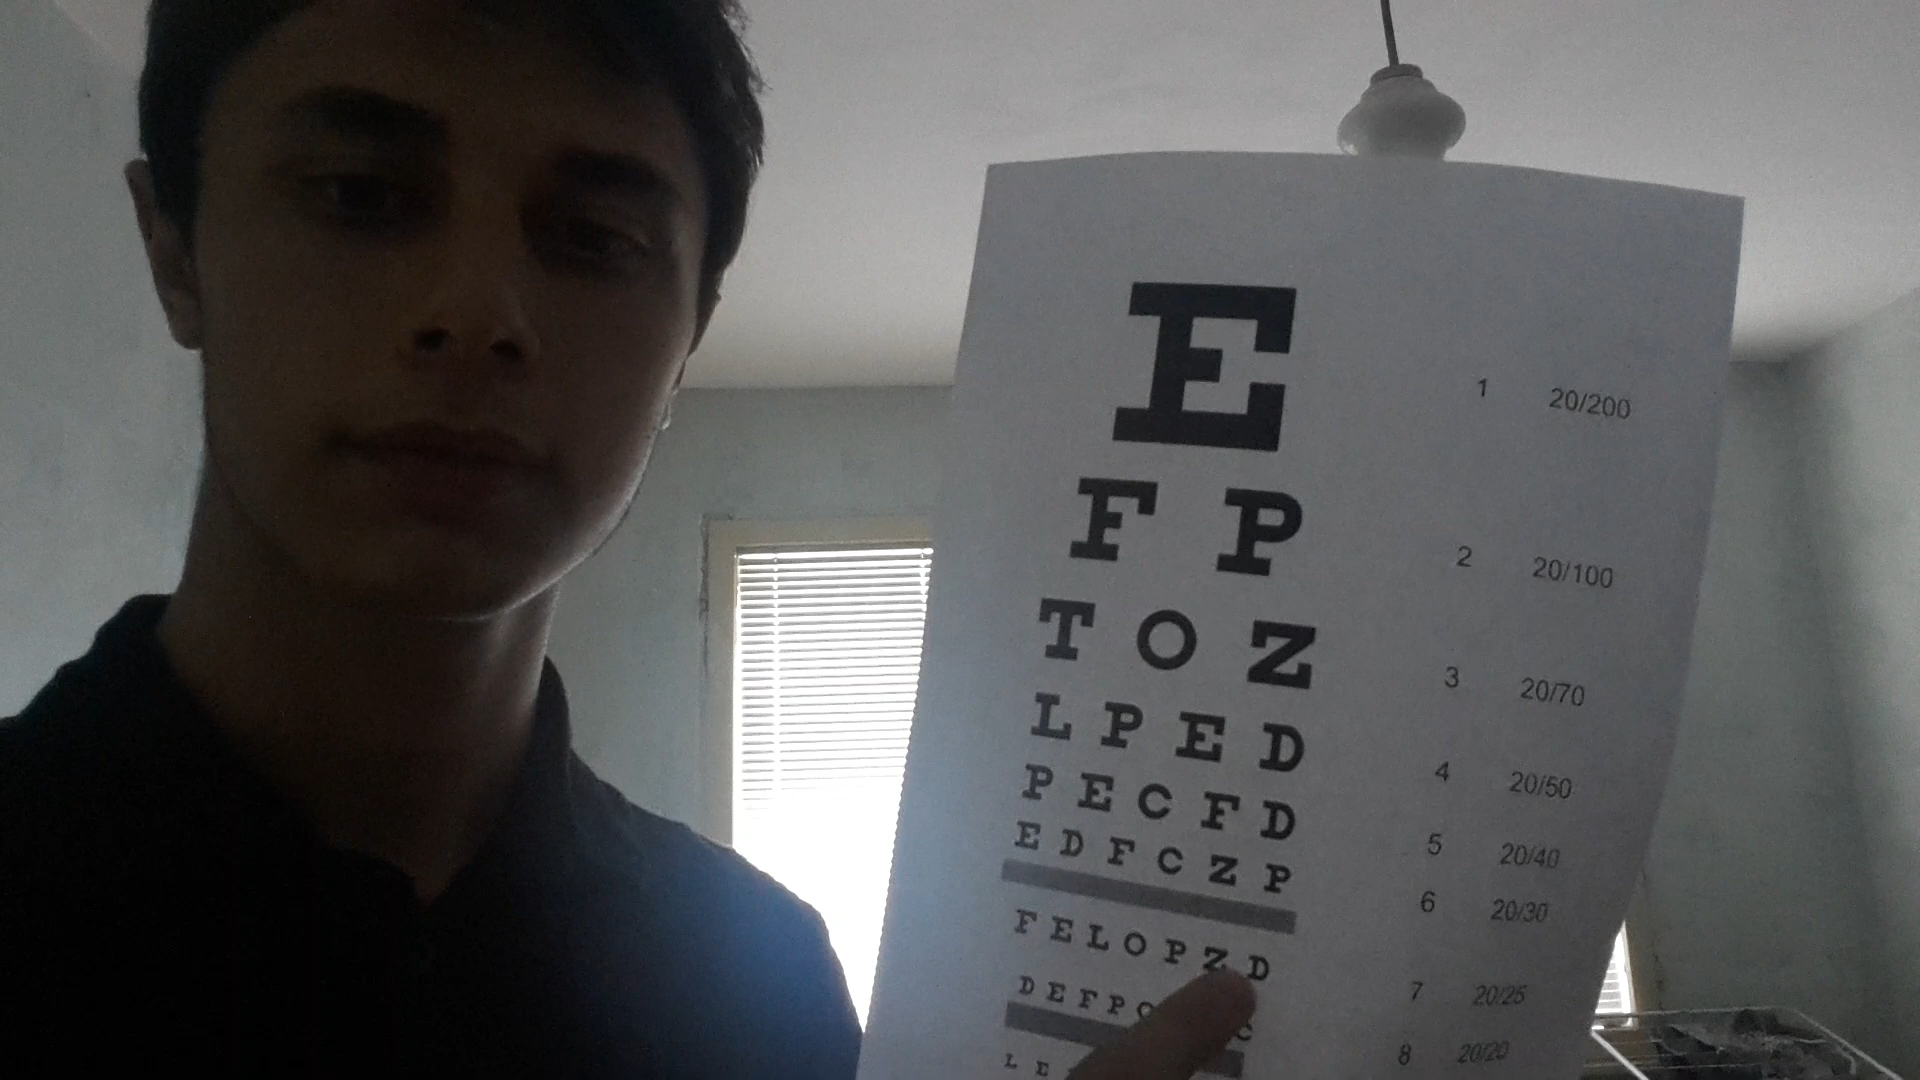 E 1 20/200
F P 2 20/100
T O Z 3 20/70
L P E D 4 20/50
P E C F D 5 20/40
E D F C Z P 6 20/30
F E L O P Z D 7 20/25
D E F P O C 8 20/20
L E